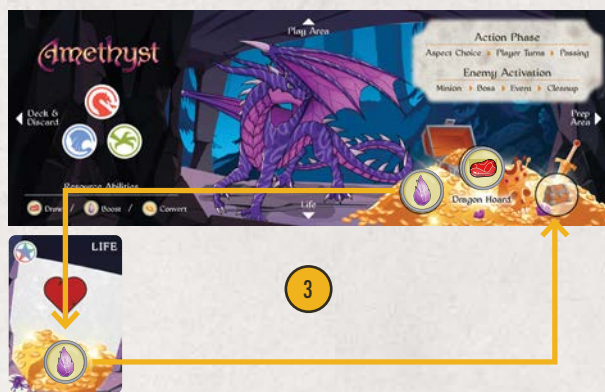 Amethyst
Play Area
Action Phase
Aspect Choice Player Turns Passing
Enemy Activation
Minion Boss Event Cleanup
Deck &
Discard
Prep
Area
Resource Abilities
Draw / Boost / Convert
Life
Dragon Hoard
LIFE
3